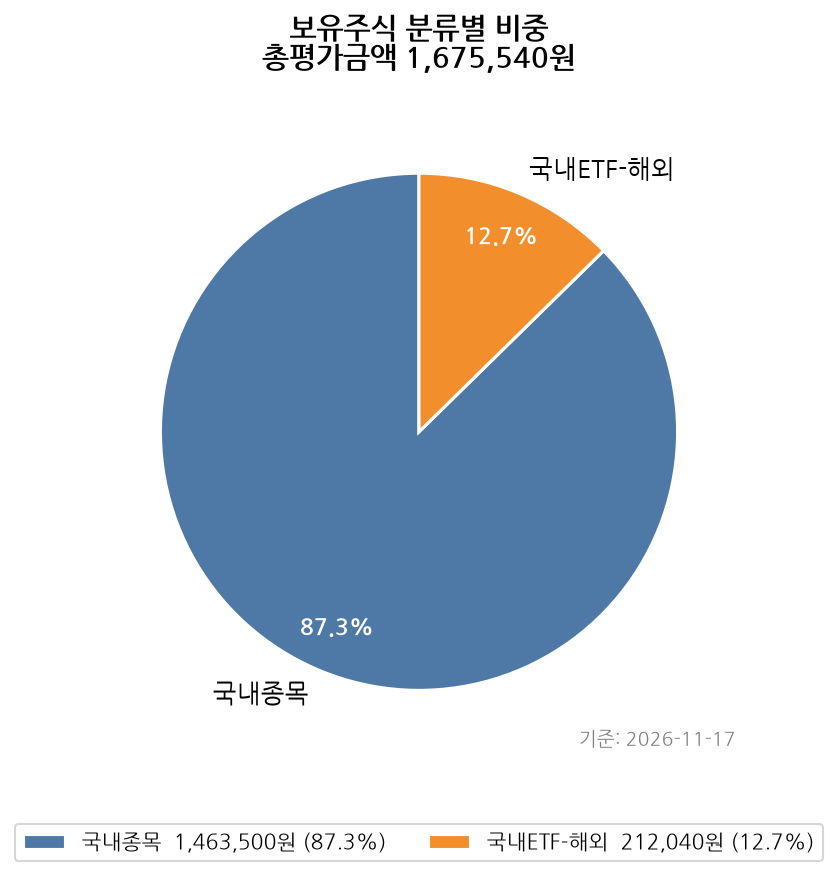 보유주식 분류별 비중
총평가금액 1,675,540원
국내ETF-해외
12.7%
87.3%
국내종목
기준: 2026-11-17
국내종목 1,463,500원 (87.3%)
국내ETF-해외 212,040원 (12.7%)